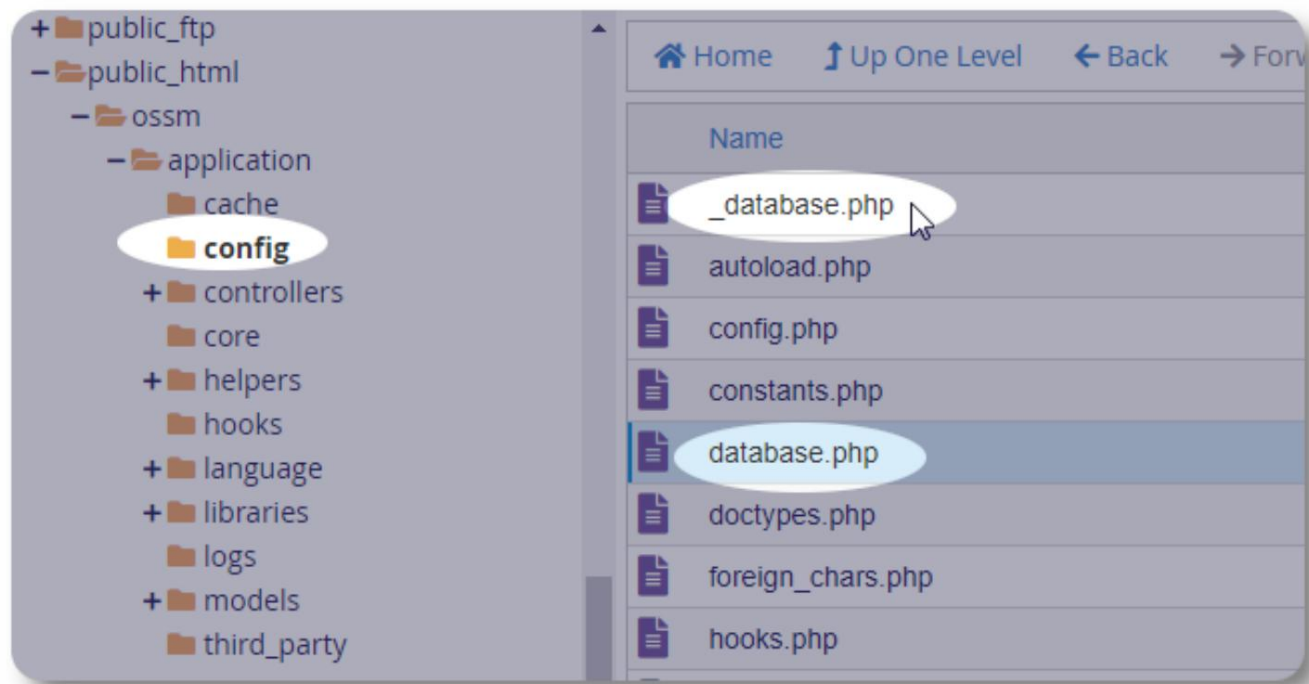 public_ftp
public_html
ossm
application
cache
config
controllers
core
helpers
hooks
language
libraries
logs
models
third_party
Home Up One Level Back Forw
Name
_database.php
autoload.php
config.php
constants.php
database.php
doctypes.php
foreign_chars.php
hooks.php